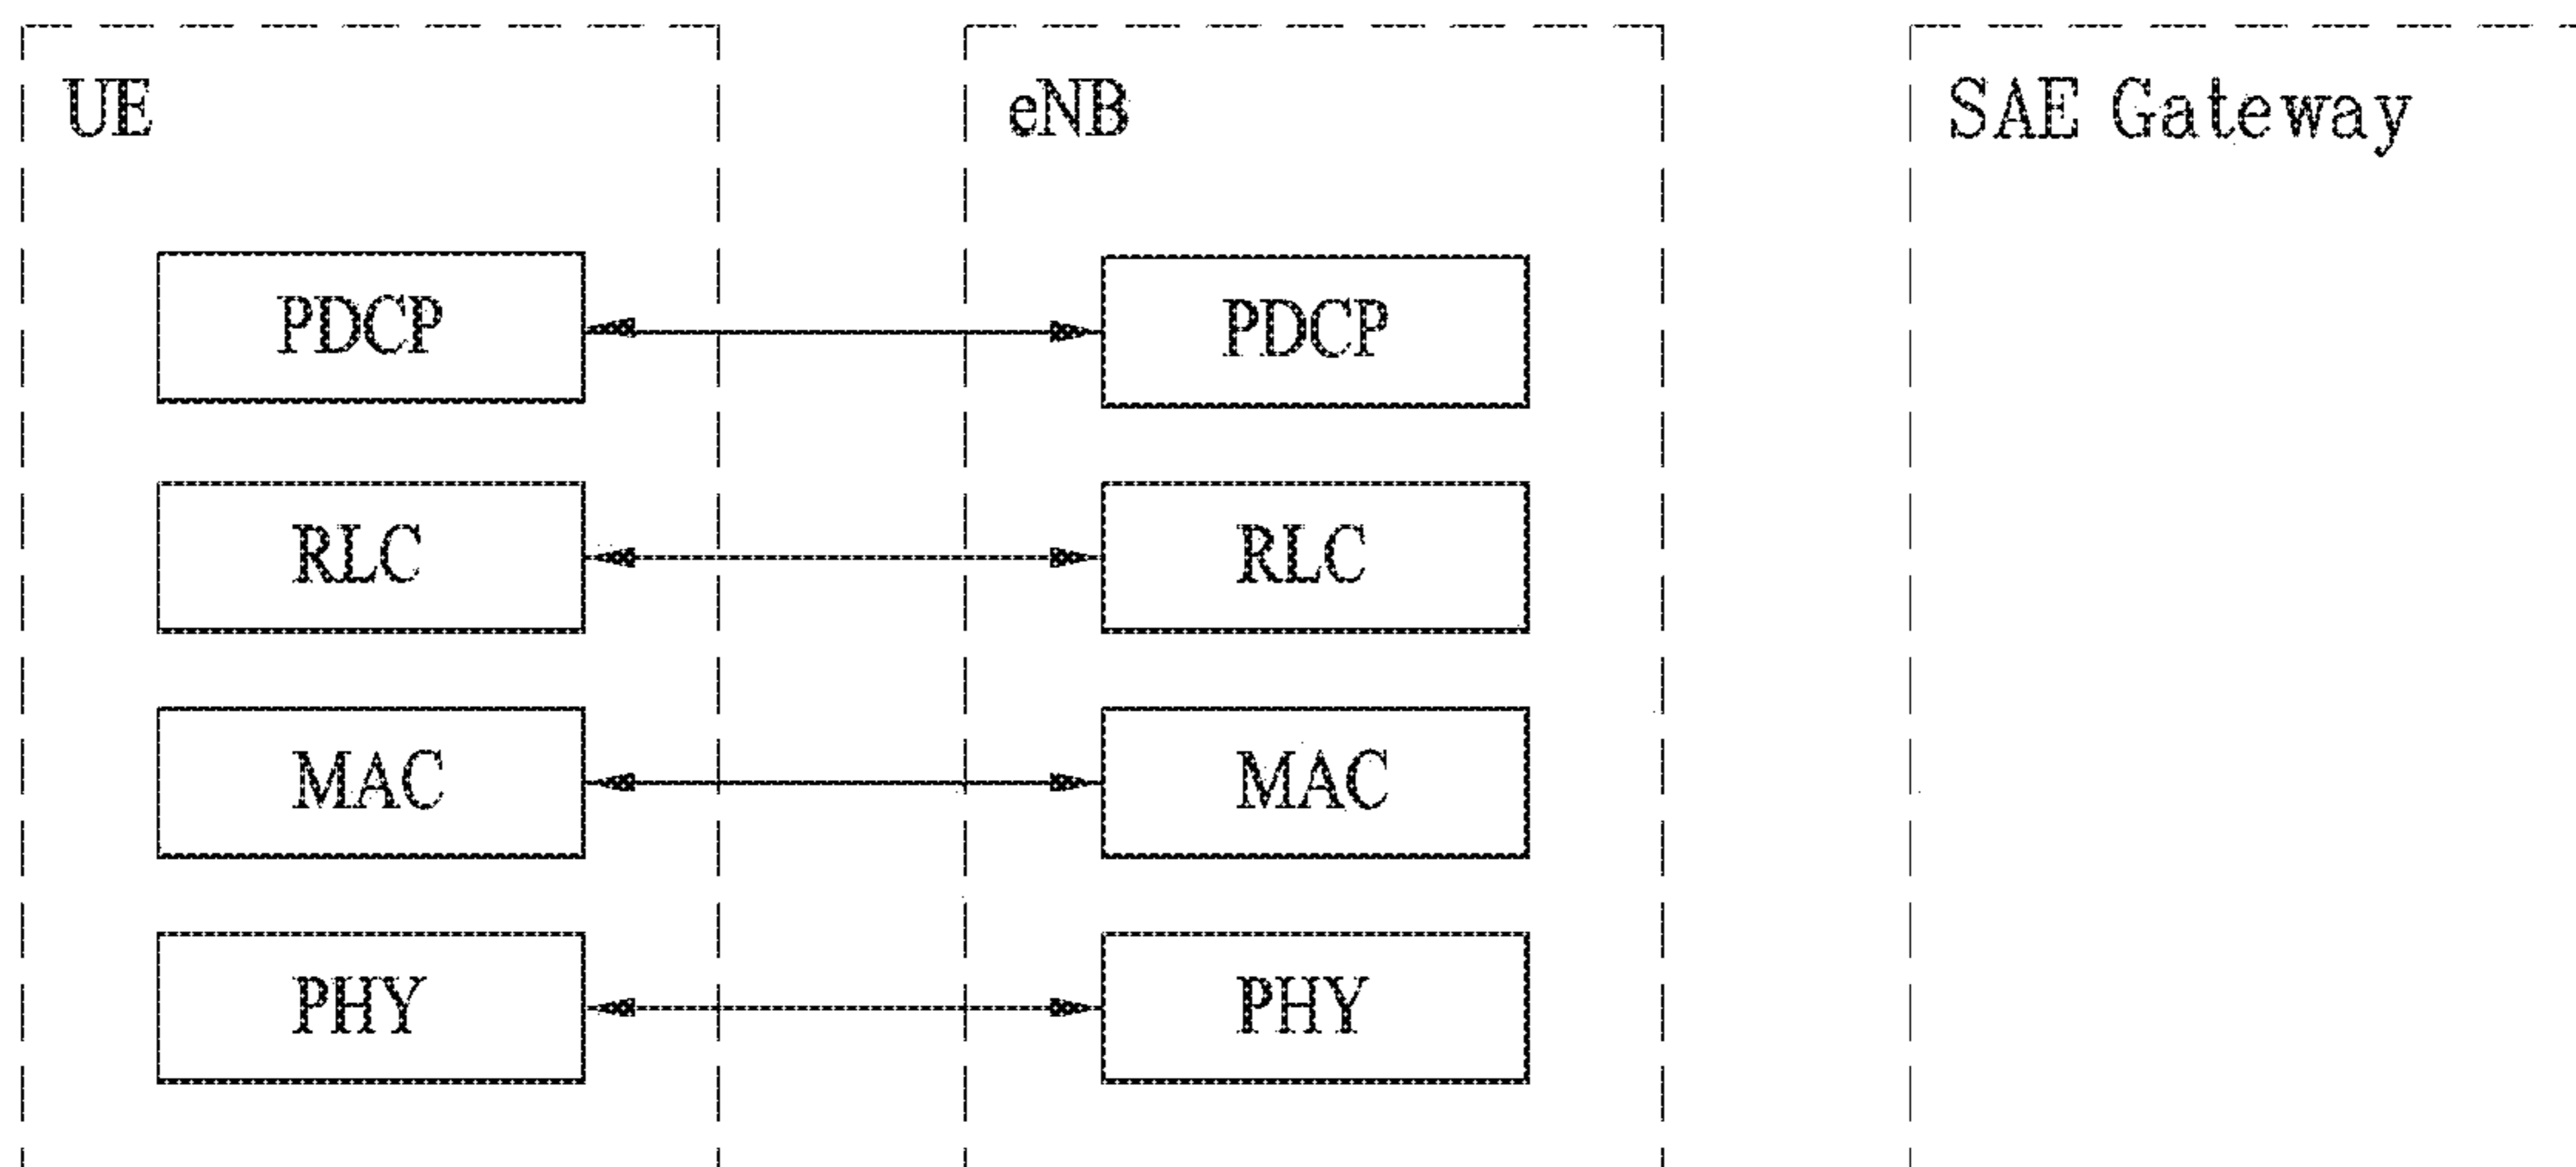 UE
eNB
SAE Gateway
PDCP
PDCP
RLC
RLC
MAC
MAC
PHY
PHY